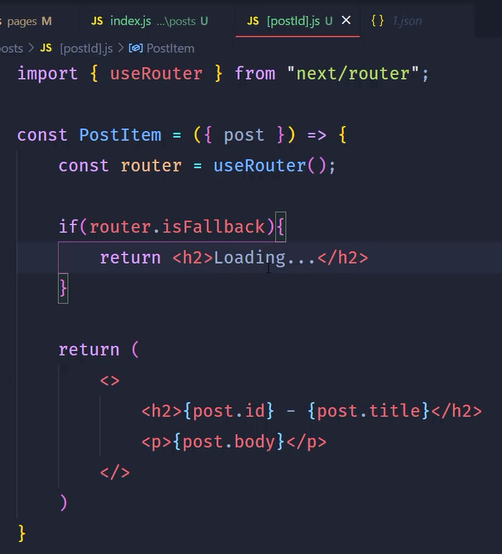 pages M JS index.js ...\posts U JS [postId].js U × {} 1.json
osts > JS [postId].js > PostItem
import { useRouter } from "next/router";
const PostItem = ({ post }) => {
const router = useRouter();
if(router.isFallback){
return <h2>Loading...</h2>
}
return (
<>
<h2>{post.id} - {post.title}</h2>
<p>{post.body}</p>
</>
)
}